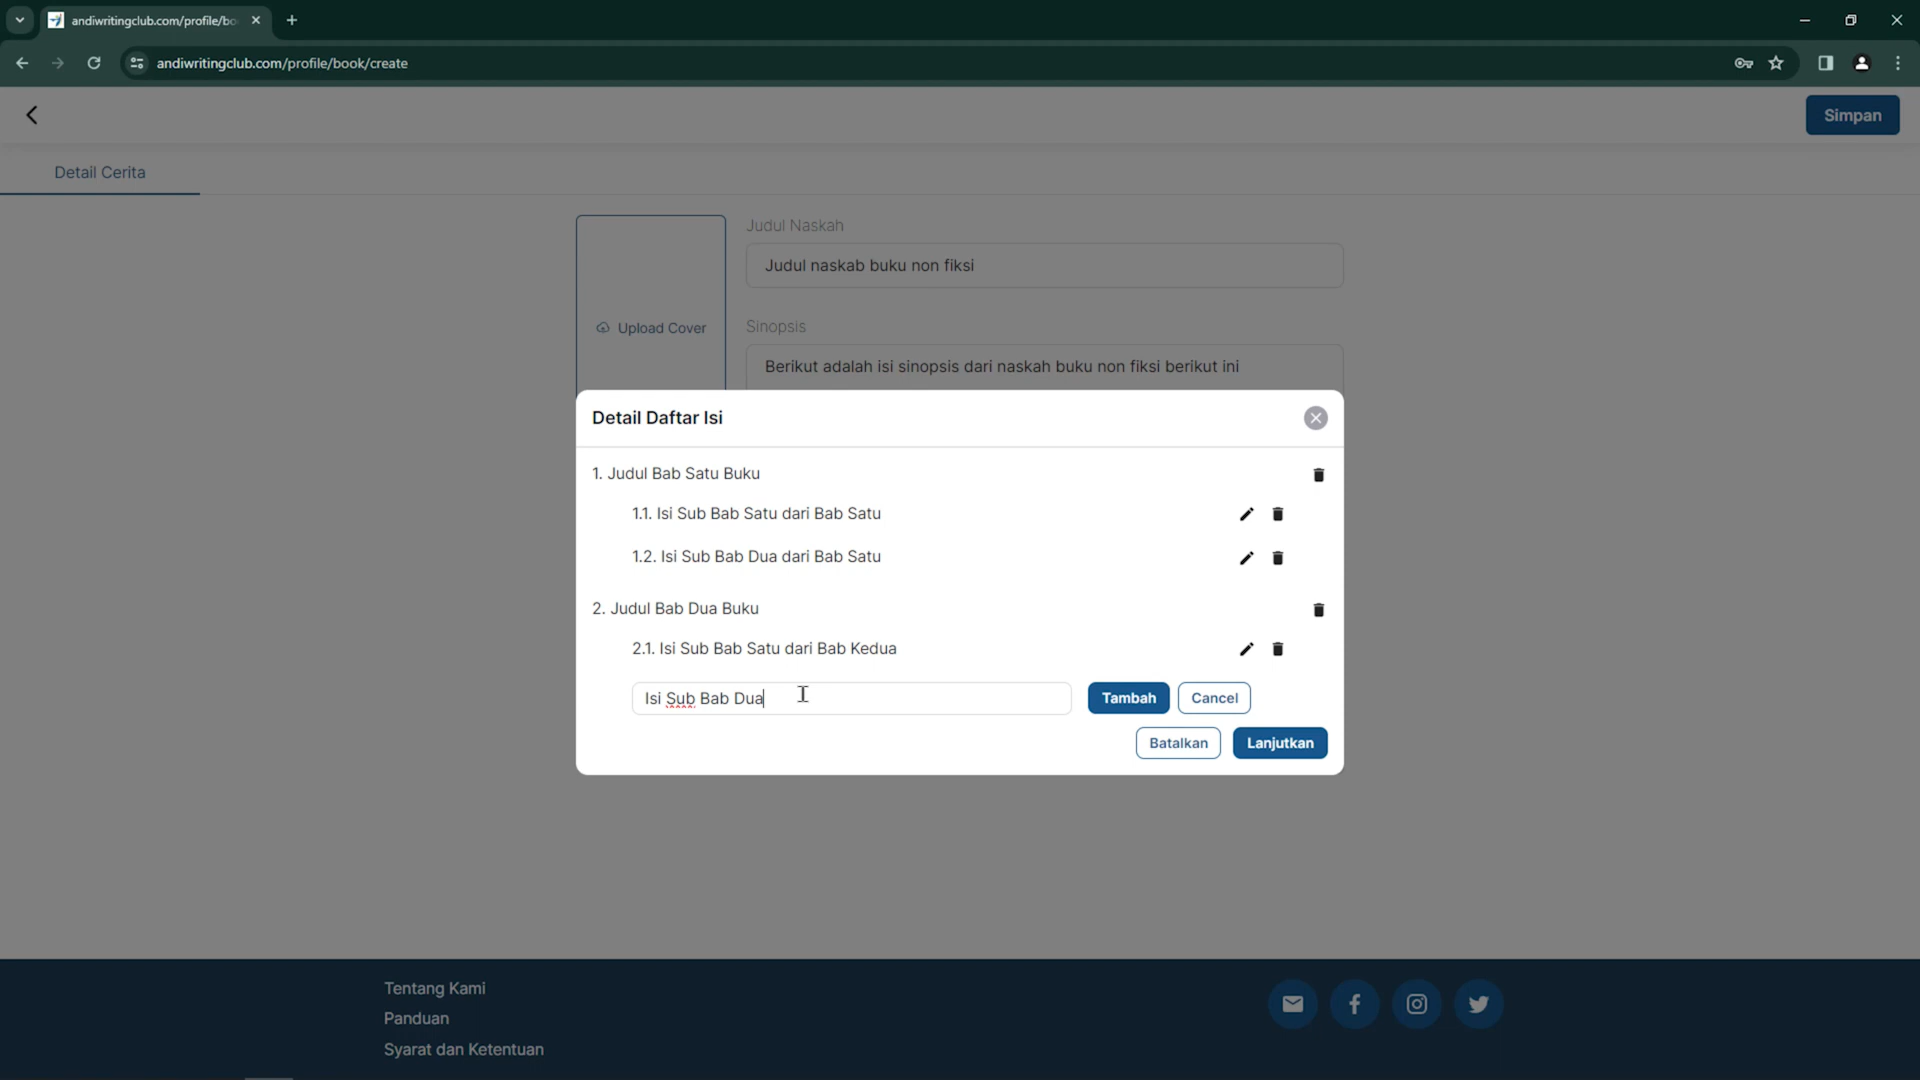 andiwritingclub.com/profile/bo
andiwritingclub.com/profile/book/create
Simpan
Detail Cerita
Judul Naskah
Judul naskab buku non fiksi
Upload Cover
Sinopsis
Berikut adalah isi sinopsis dari naskah buku non fiksi berikut ini
Detail Daftar Isi
1. Judul Bab Satu Buku
1.1. Isi Sub Bab Satu dari Bab Satu
1.2. Isi Sub Bab Dua dari Bab Satu
2. Judul Bab Dua Buku
2.1. Isi Sub Bab Satu dari Bab Kedua
Isi Sub Bab Dua
Tambah
Cancel
Batalkan
Lanjutkan
Tentang Kami
Panduan
Syarat dan Ketentuan